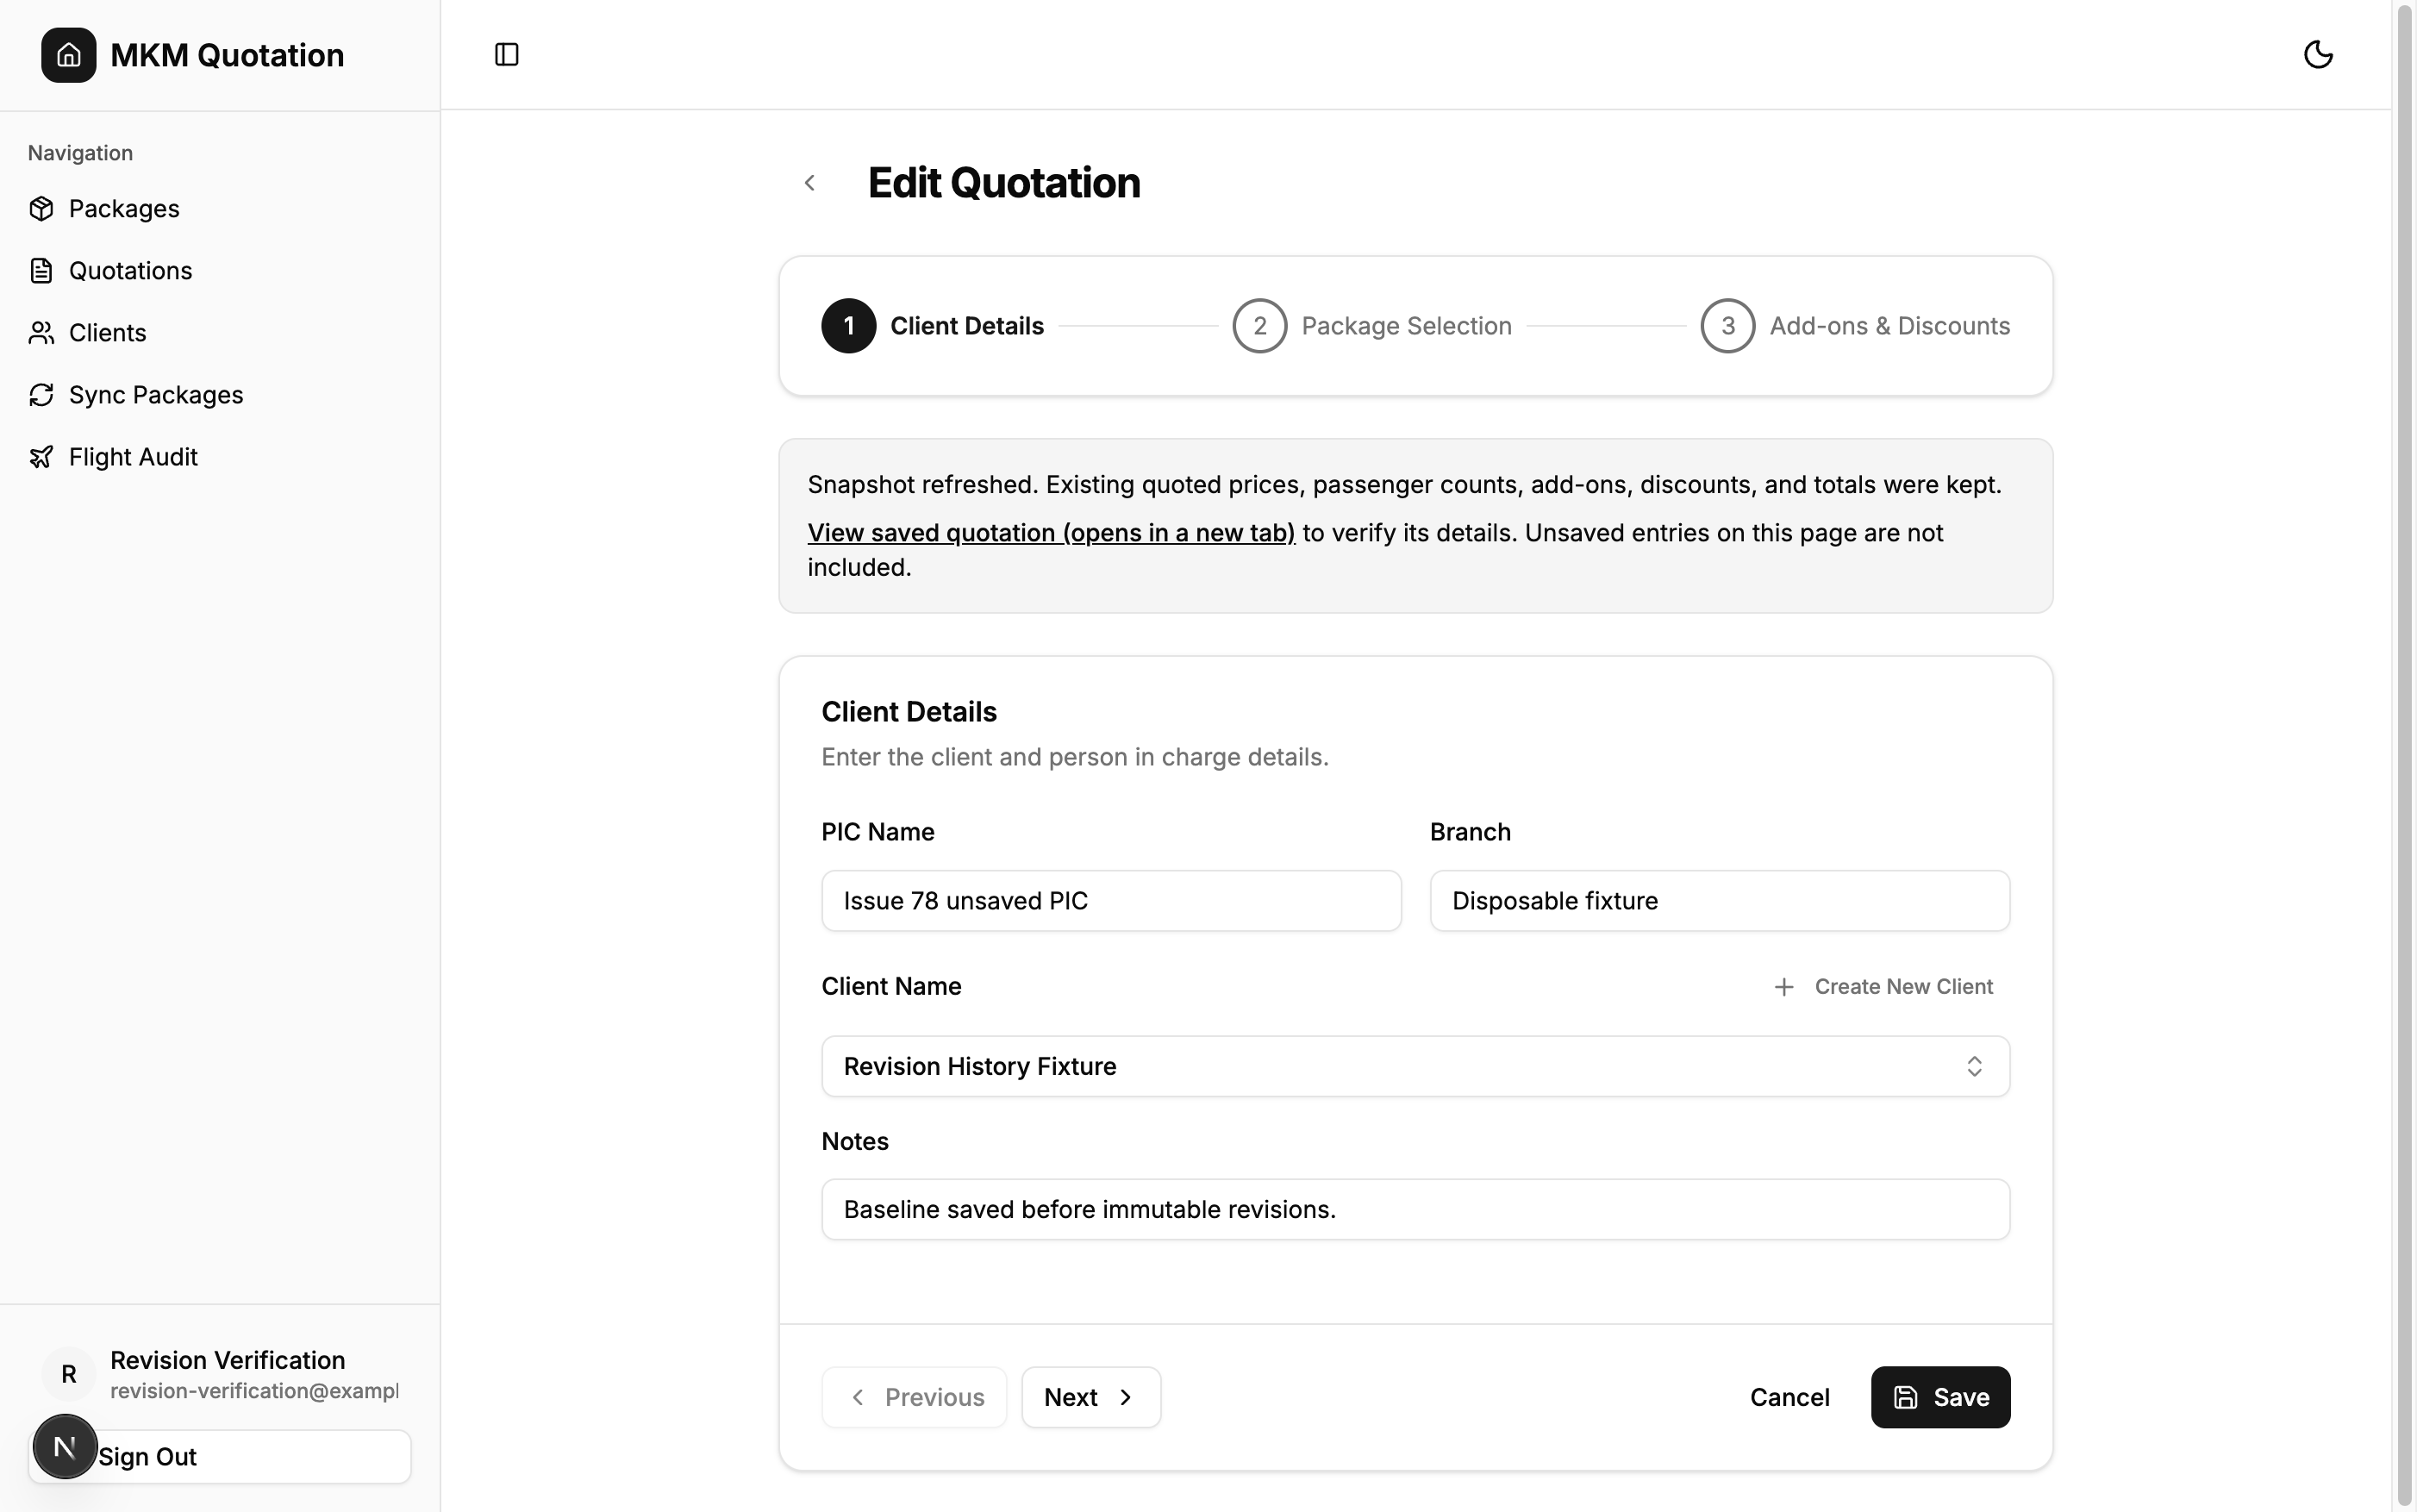 MKM Quotation
Navigation
Packages
Quotations
Clients
Sync Packages
Flight Audit
Revision Verification
revision-verification@exampl
Sign Out
Edit Quotation
1 Client Details
2 Package Selection
3 Add-ons & Discounts
Snapshot refreshed. Existing quoted prices, passenger counts, add-ons, discounts, and totals were kept.
View saved quotation (opens in a new tab) to verify its details. Unsaved entries on this page are not
included.
Client Details
Enter the client and person in charge details.
PIC Name
Issue 78 unsaved PIC
Branch
Disposable fixture
Client Name
Create New Client
Revision History Fixture
Notes
Baseline saved before immutable revisions.
Previous
Next
Cancel
Save
R
N